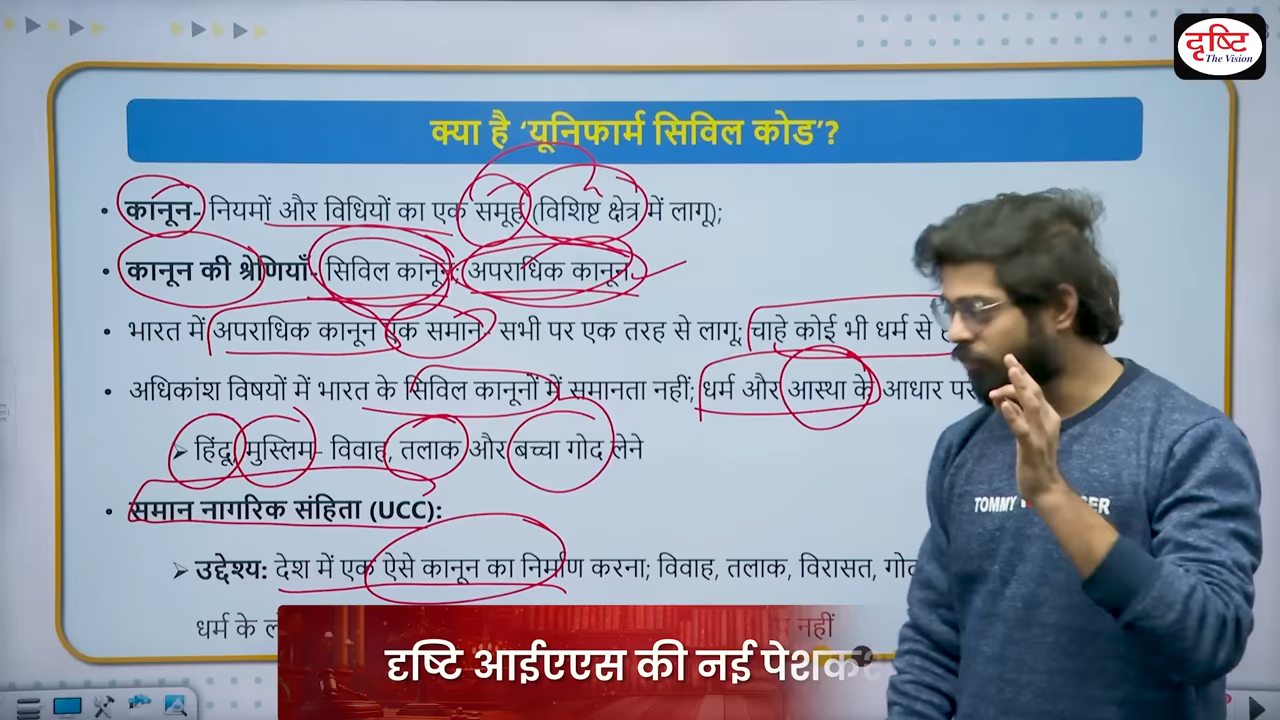 दृष्टि
The Vision
क्या है ‘यूनिफार्म सिविल कोड’?
• कानून- नियमों और विधियों का एक समूह (विशिष्ट क्षेत्र में लागू);
• कानून की श्रेणियाँ- सिविल कानून; अपराधिक कानून
• भारत में अपराधिक कानून एक समान- सभी पर एक तरह से लागू; चाहे कोई भी धर्म से
• अधिकांश विषयों में भारत के सिविल कानूनों में समानता नहीं; धर्म और आस्था के आधार पर
➢ हिंदू, मुस्लिम- विवाह, तलाक और बच्चा गोद लेने
• समान नागरिक संहिता (UCC):
➢ उद्देश्य: देश में एक ऐसे कानून का निर्माण करना; विवाह, तलाक, विरासत,
धर्म के नहीं
दृष्टि आईएएस की नई
TOMMY